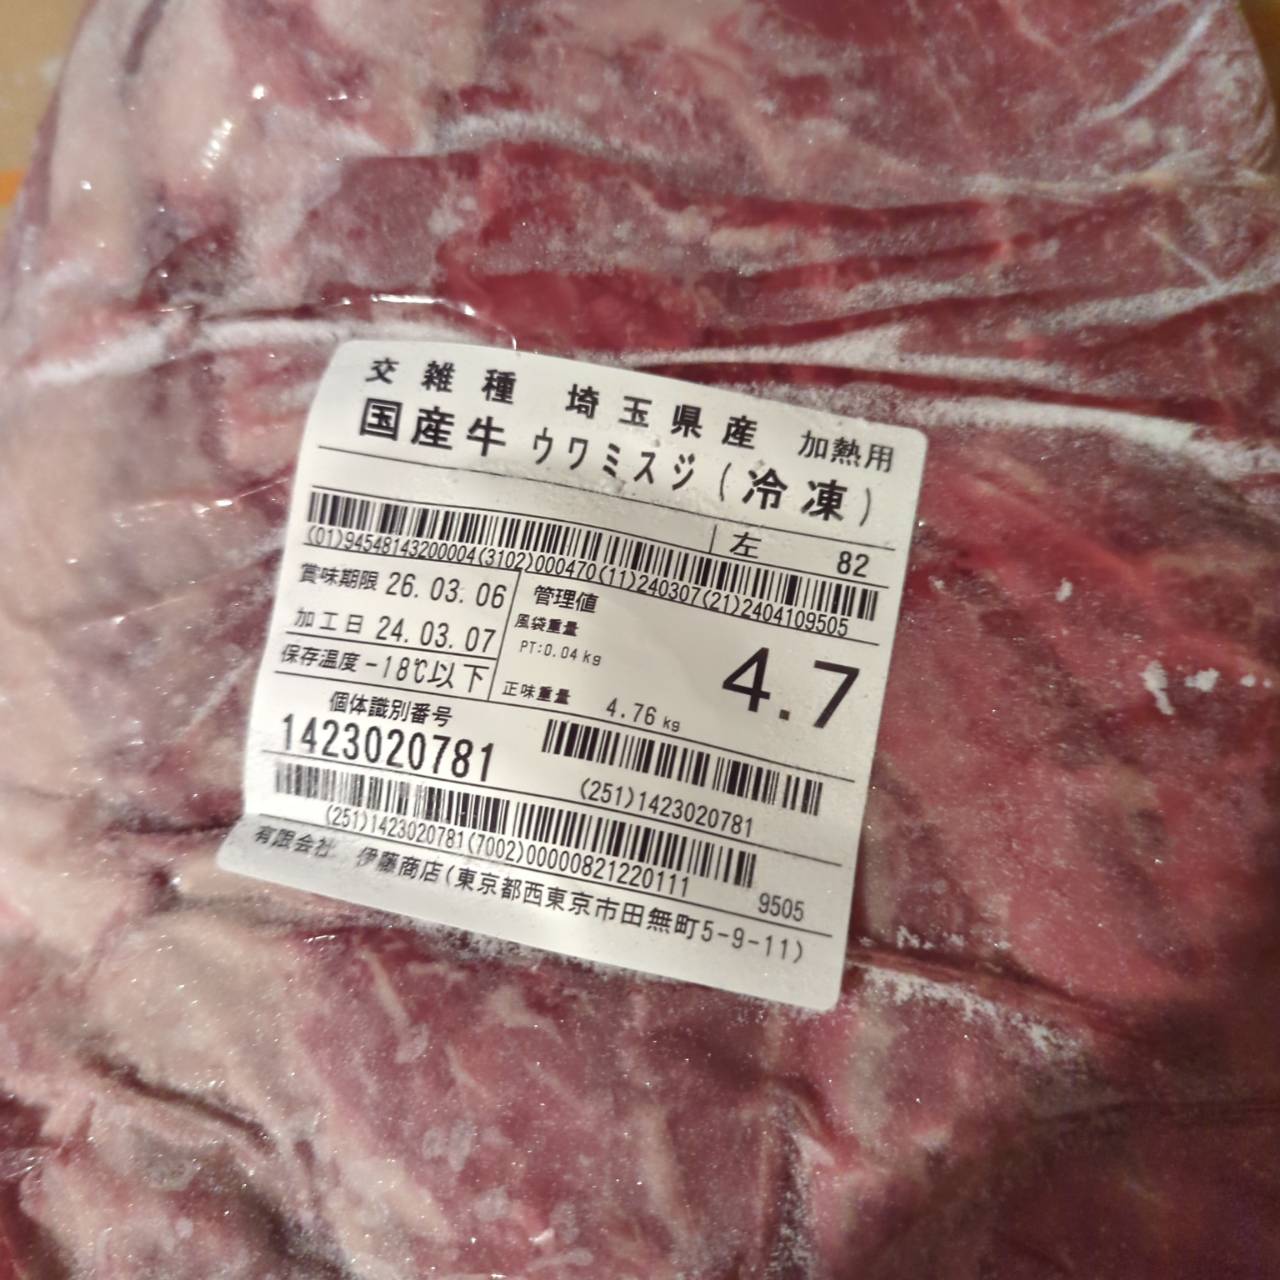 交雑種 埼玉県産 加熱用
国産牛 ウワミスジ (冷凍)
左 82
(01)94548143200004(3102)000470(11)240307(21)2404109505
賞味期限 26.03.06
加工日 24.03.07
保存温度 -18℃以下
管理値
風袋重量
PT:0.04kg
4.7
正味重量 4.76kg
個体識別番号
1423020781
(251)1423020781
(251)1423020781(7002)00000821220111
9505
有限会社 伊藤商店(東京都西東京市田無町5-9-11)